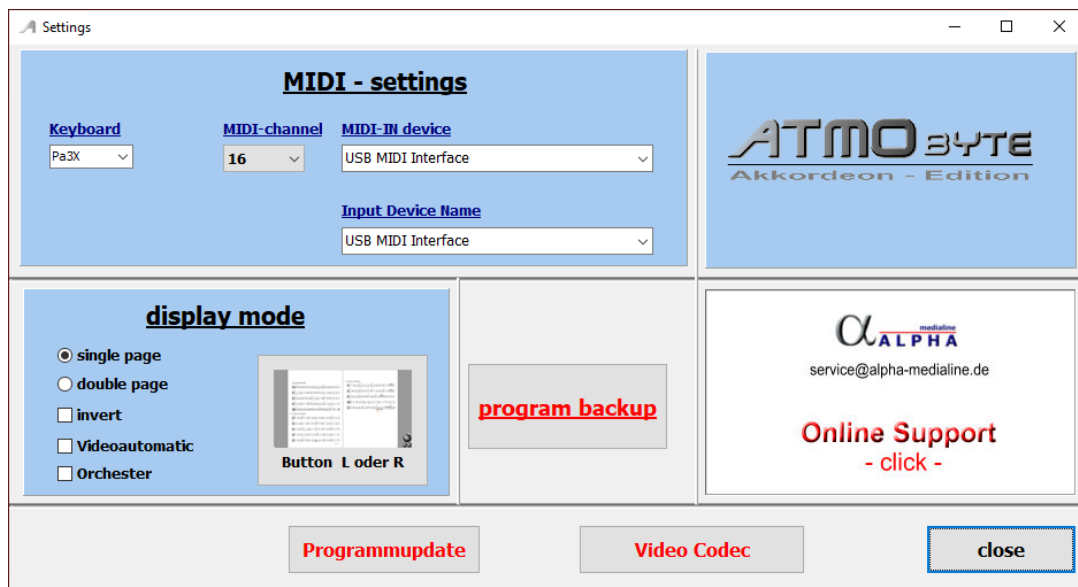 Settings
MIDI - settings
Keyboard
MIDI-channel
MIDI-IN device
Pa3X
16
USB MIDI Interface
Input Device Name
USB MIDI Interface
ATMO BYTE
Akkordeon - Edition
display mode
single page
double page
invert
Videoautomatic
Orchester
Button L oder R
program backup
α medialine
ALPHA
service@alpha-medialine.de
Online Support
- click -
Programmupdate
Video Codec
close